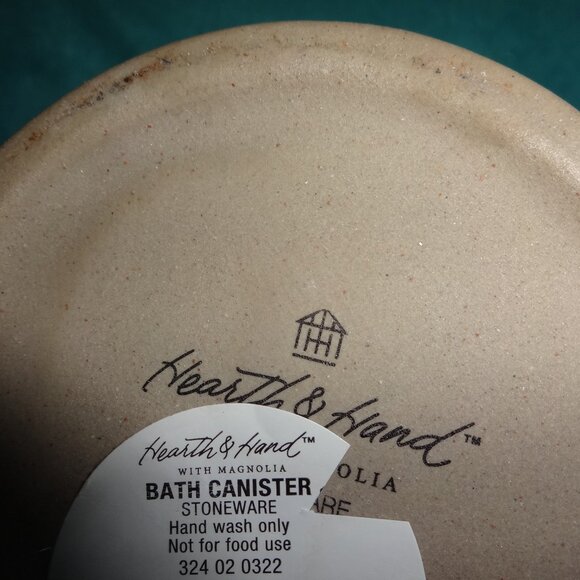 Hearth & Hand™
OLIA
ARE
Hearth & Hand™
WITH MAGNOLIA
BATH CANISTER
STONEWARE
Hand wash only
Not for food use
324 02 0322